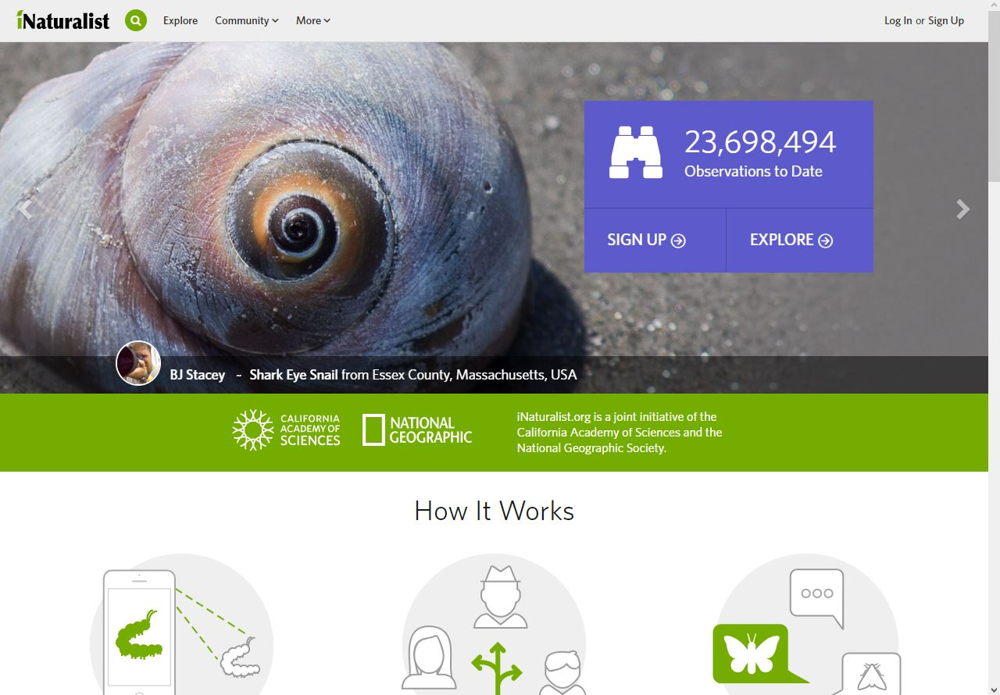 iNaturalist Explore Community More Log In or Sign Up
23,698,494
Observations to Date
SIGN UP EXPLORE
BJ Stacey ~ Shark Eye Snail from Essex County, Massachusetts, USA
CALIFORNIA
ACADEMY OF
SCIENCES
NATIONAL
GEOGRAPHIC
iNaturalist.org is a joint initiative of the
California Academy of Sciences and the
National Geographic Society.
How It Works